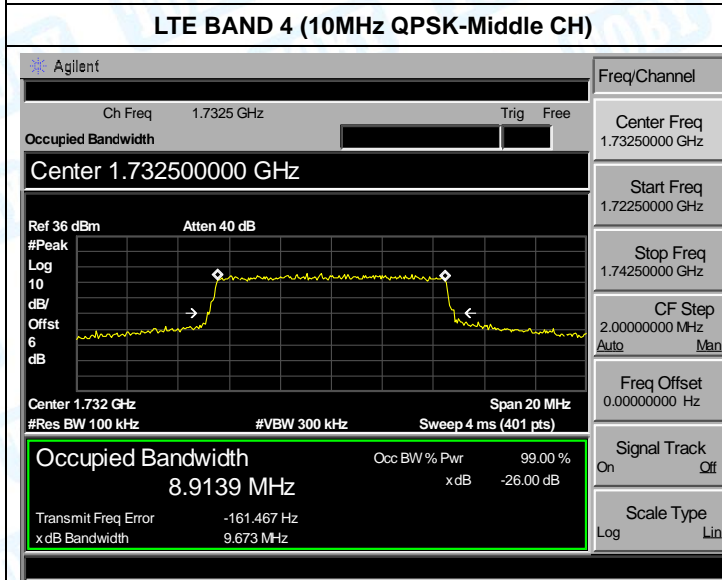 LTE BAND 4 (10MHz QPSK-Middle CH)
Agilent
Freq/Channel
Ch Freq 1.7325 GHz Trig Free
Occupied Bandwidth
Center 1.732500000 GHz
Ref 36 dBm Atten 40 dB
#Peak
Log
10
dB/
Offst
6
dB
Center 1.732 GHz Span 20 MHz
#Res BW 100 kHz #VBW 300 kHz Sweep 4 ms (401 pts)
Occupied Bandwidth Occ BW % Pwr 99.00 %
8.9139 MHz x dB -26.00 dB
Transmit Freq Error -161.467 Hz
x dB Bandwidth 9.673 MHz
Center Freq
1.73250000 GHz
Start Freq
1.72250000 GHz
Stop Freq
1.74250000 GHz
CF Step
2.00000000 MHz
Auto Man
Freq Offset
0.00000000 Hz
Signal Track
On Off
Scale Type
Log Lin